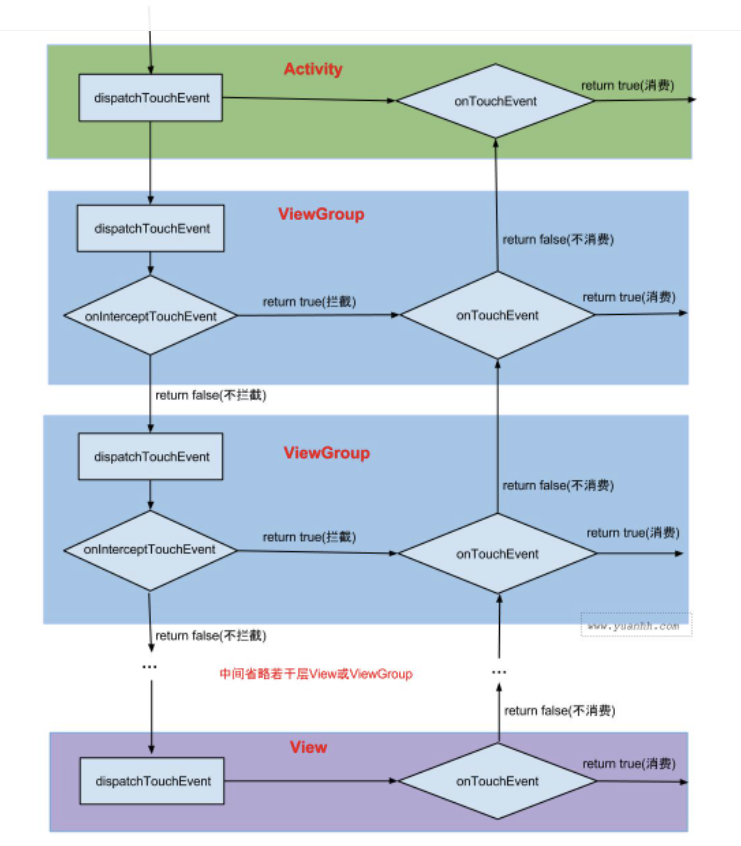 Activity
dispatchTouchEvent
onTouchEvent
return true(消费)
ViewGroup
dispatchTouchEvent
return false(不消费)
onInterceptTouchEvent
return true(拦截)
onTouchEvent
return true(消费)
return false(不拦截)
ViewGroup
dispatchTouchEvent
return false(不消费)
onInterceptTouchEvent
return true(拦截)
onTouchEvent
return true(消费)
www.yuanhh.com
return false(不拦截)
...
中间省略若干层View或ViewGroup
...
return false(不消费)
View
dispatchTouchEvent
onTouchEvent
return true(消费)